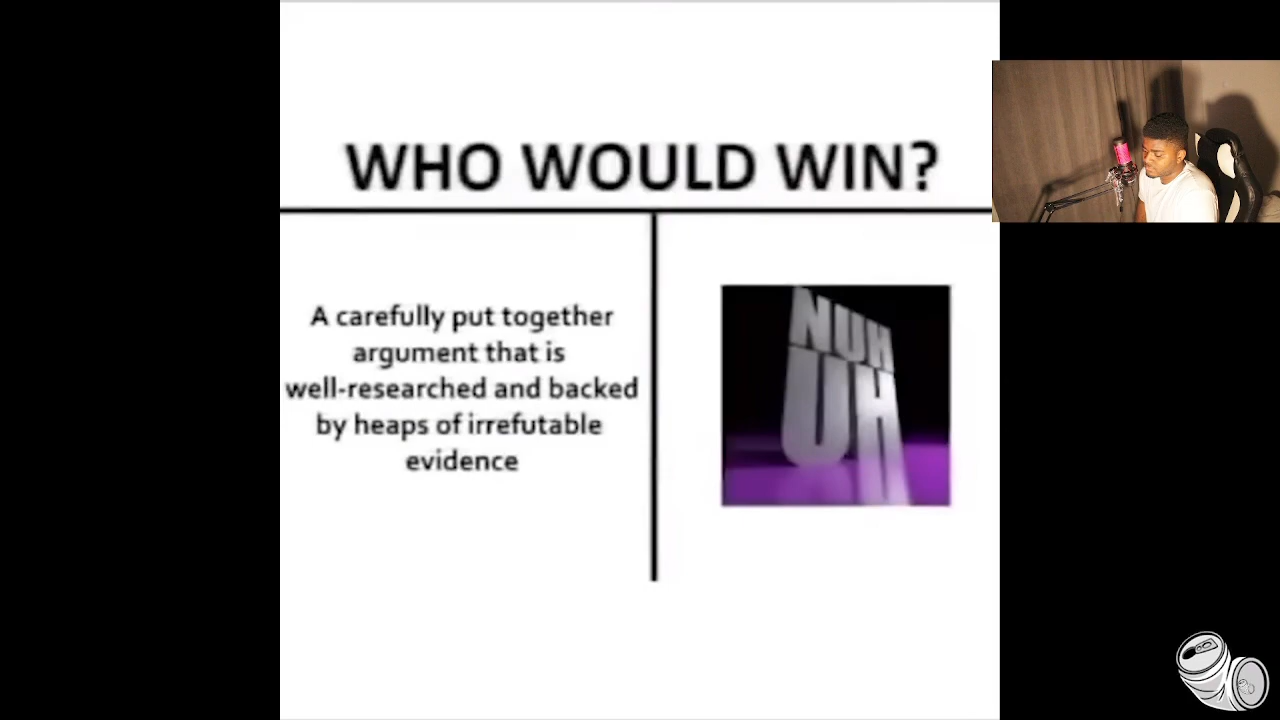 WHO WOULD WIN?
A carefully put together
argument that is
well-researched and backed
by heaps of irrefutable
evidence
NUH
UH